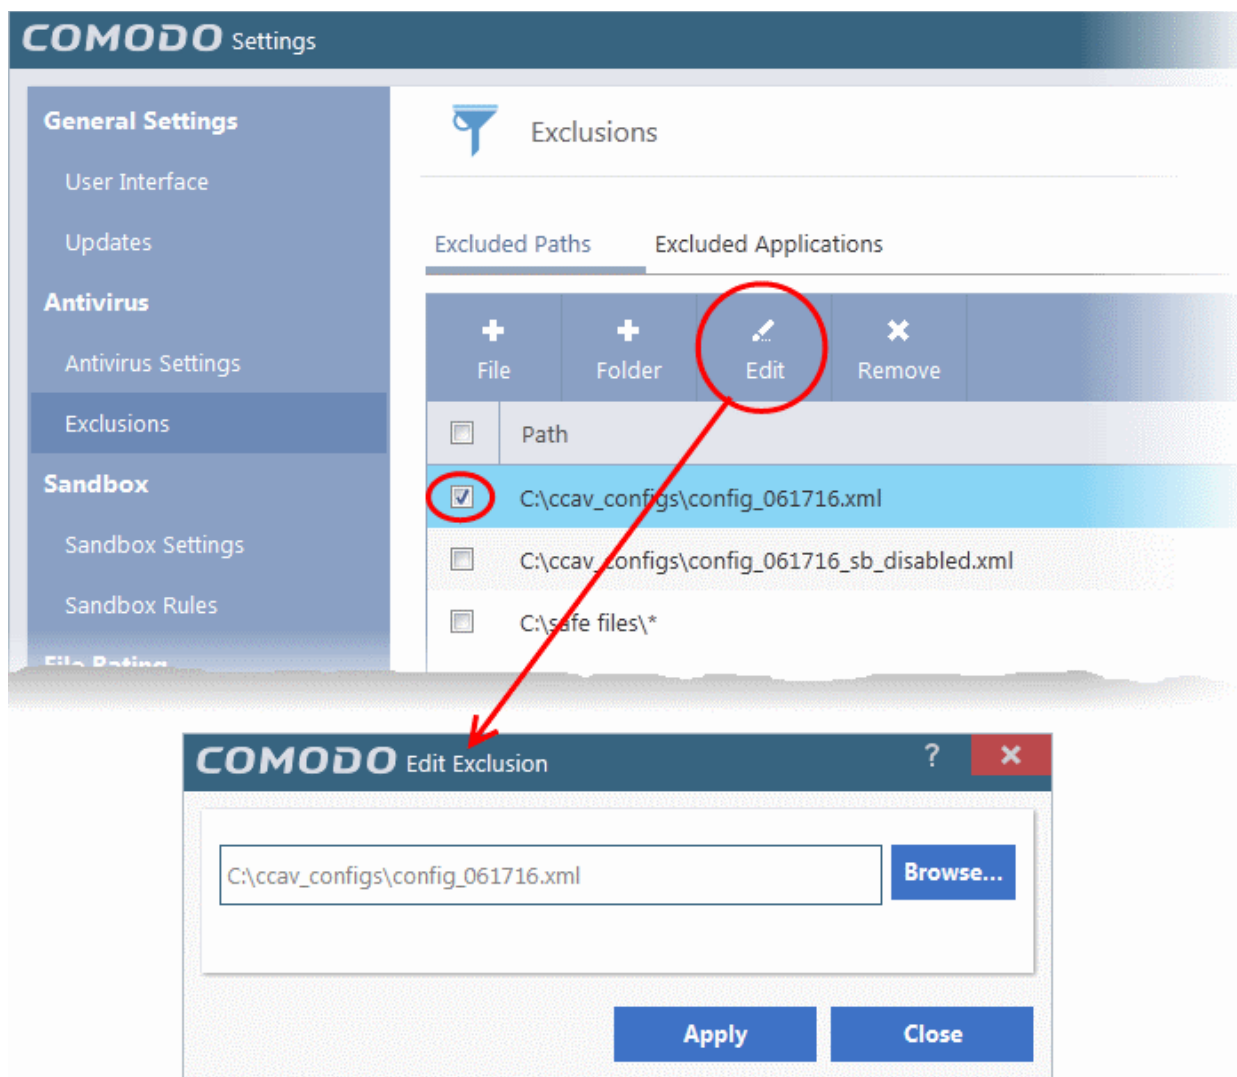 COMODO Settings
General Settings
User Interface
Updates
Antivirus
Antivirus Settings
Exclusions
Sandbox
Sandbox Settings
Sandbox Rules
File Rating
Exclusions
Excluded Paths Excluded Applications
File Folder Edit Remove
Path
C:\ccav_configs\config_061716.xml
C:\ccav_configs\config_061716_sb_disabled.xml
C:\safe files\*
COMODO Edit Exclusion ?
C:\ccav_configs\config_061716.xml
Browse...
Apply Close